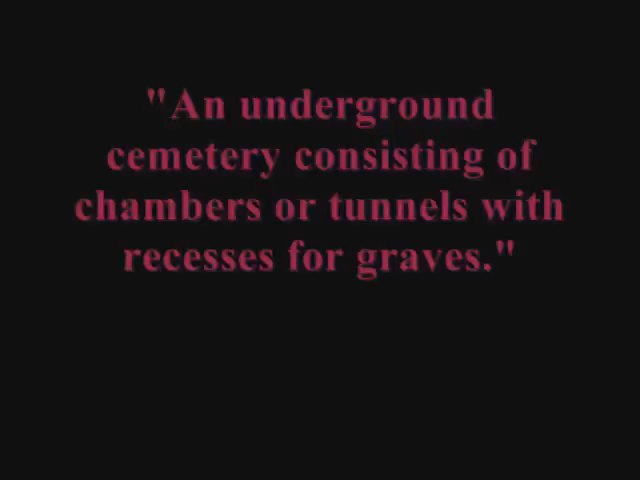 "An underground
cemetery consisting of
chambers or tunnels with
recesses for graves."